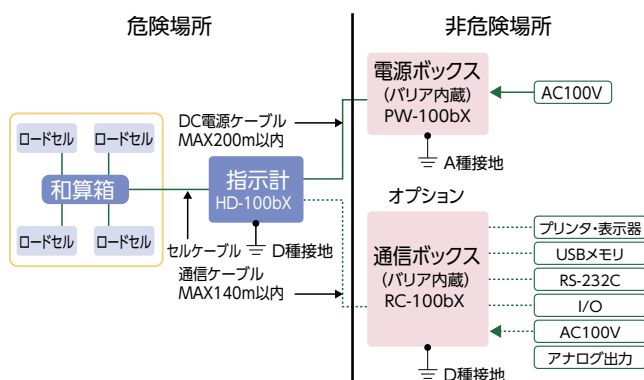 危険場所
非危険場所
電源ボックス
(バリア内蔵)
PW-100bX
AC100V
A種接地
DC電源ケーブル
MAX200m以内
ロードセル
ロードセル
和算箱
ロードセル
ロードセル
指示計
HD-100bX
セルケーブル
D種接地
通信ケーブル
MAX140m以内
オプション
通信ボックス
(バリア内蔵)
RC-100bX
D種接地
プリンタ・表示器
USBメモリ
RS-232C
I/O
AC100V
アナログ出力